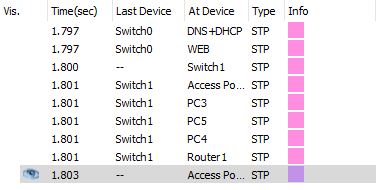 Vis. Time(sec) Last Device At Device Type Info
1.797 Switch0 DNS+DHCP STP
1.797 Switch0 WEB STP
1.800 -- Switch1 STP
1.801 Switch1 Access Po... STP
1.801 Switch1 PC3 STP
1.801 Switch1 PC5 STP
1.801 Switch1 PC4 STP
1.801 Switch1 Router1 STP
1.803 -- Access Po... STP